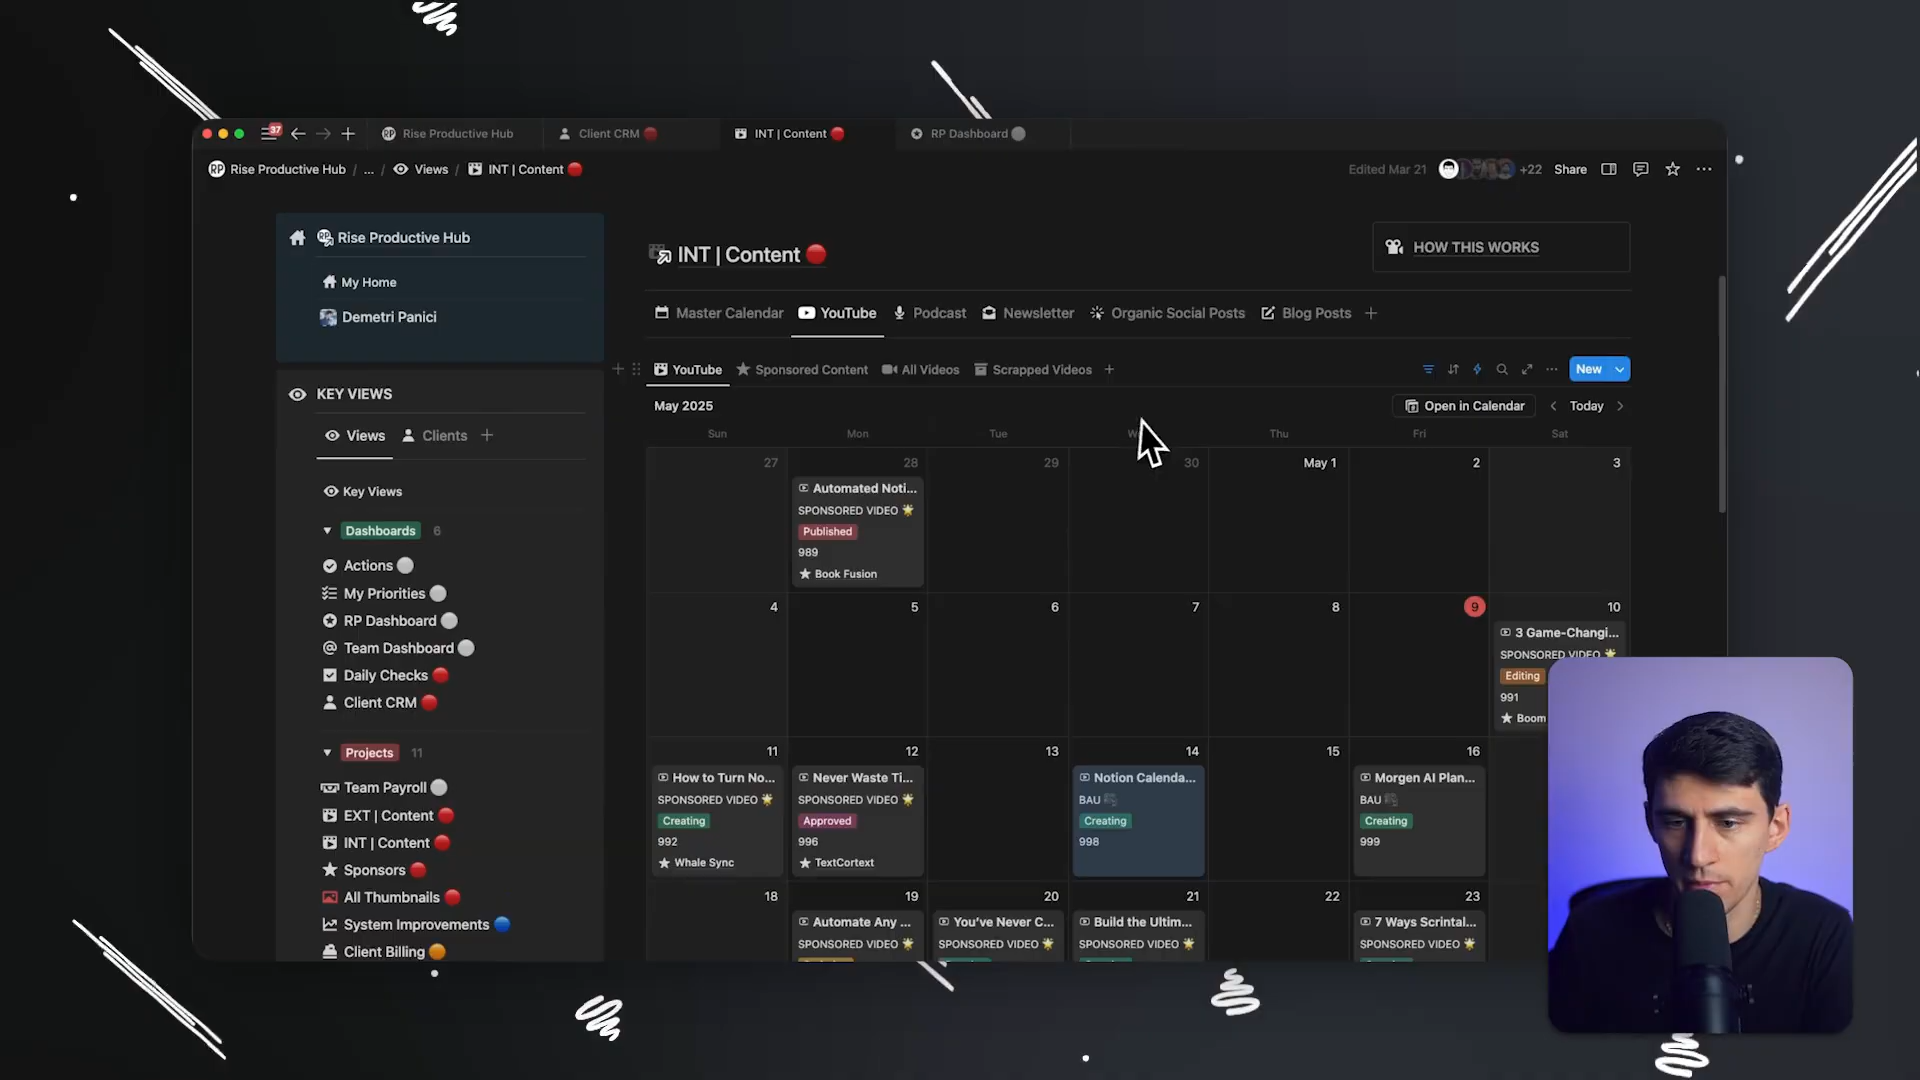 37
Rise Productive Hub
Client CRM
INT | Content
RP Dashboard
Rise Productive Hub / ... / Views / INT | Content
Edited Mar 21
+22
Share
Rise Productive Hub
My Home
Demetri Panici
KEY VIEWS
Views
Clients
Key Views
Dashboards 6
Actions
My Priorities
RP Dashboard
Team Dashboard
Daily Checks
Client CRM
Projects 11
Team Payroll
EXT | Content
INT | Content
Sponsors
All Thumbnails
System Improvements
Client Billing
INT | Content
HOW THIS WORKS
Master Calendar
YouTube
Podcast
Newsletter
Organic Social Posts
Blog Posts
YouTube
Sponsored Content
All Videos
Scrapped Videos
New
May 2025
Open in Calendar
Today
Sun Mon Tue Thu Fri Sat
27 28 29 30 May 1 2 3
Automated Noti...
SPONSORED VIDEO
Published
989
Book Fusion
4 5 6 7 8 9 10
3 Game-Changi...
SPONSORED VIDEO
Editing
991
Boom
11 12 13 14 15 16
How to Turn No...
SPONSORED VIDEO
Creating
992
Whale Sync
Never Waste Ti...
SPONSORED VIDEO
Approved
996
TextCortext
Notion Calenda...
BAU
Creating
998
Morgen AI Plan...
BAU
Creating
999
18 19 20 21 22 23
Automate Any ...
SPONSORED VIDEO
You've Never C...
SPONSORED VIDEO
Build the Ultim...
SPONSORED VIDEO
7 Ways Scrintal...
SPONSORED VIDEO